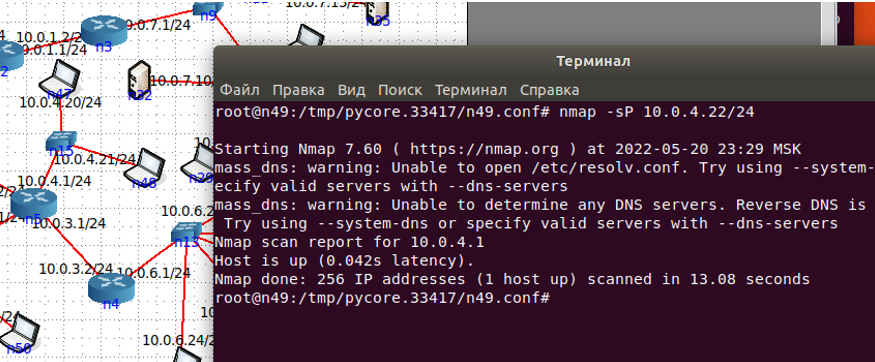 n9
10.0.7.1/24
n35
10.0.1.2/2
0.1.1/24
n3
2
n47
n32
10.0.7.10
10.0.4.20/24
n15
10.0.4.21/24
n48
n29
10.0.4.1/24
n5
10.0.3.1/24
10.0.6.2
n13
10.0.3.2/24
10.0.6.1/24
n4
10.0.6.24/2
n50
Терминал
Файл Правка Вид Поиск Терминал Справка
root@n49:/tmp/pycore.33417/n49.conf# nmap -sP 10.0.4.22/24
Starting Nmap 7.60 ( https://nmap.org ) at 2022-05-20 23:29 MSK
mass_dns: warning: Unable to open /etc/resolv.conf. Try using --system-
ecify valid servers with --dns-servers
mass_dns: warning: Unable to determine any DNS servers. Reverse DNS is
Try using --system-dns or specify valid servers with --dns-servers
Nmap scan report for 10.0.4.1
Host is up (0.042s latency).
Nmap done: 256 IP addresses (1 host up) scanned in 13.08 seconds
root@n49:/tmp/pycore.33417/n49.conf#